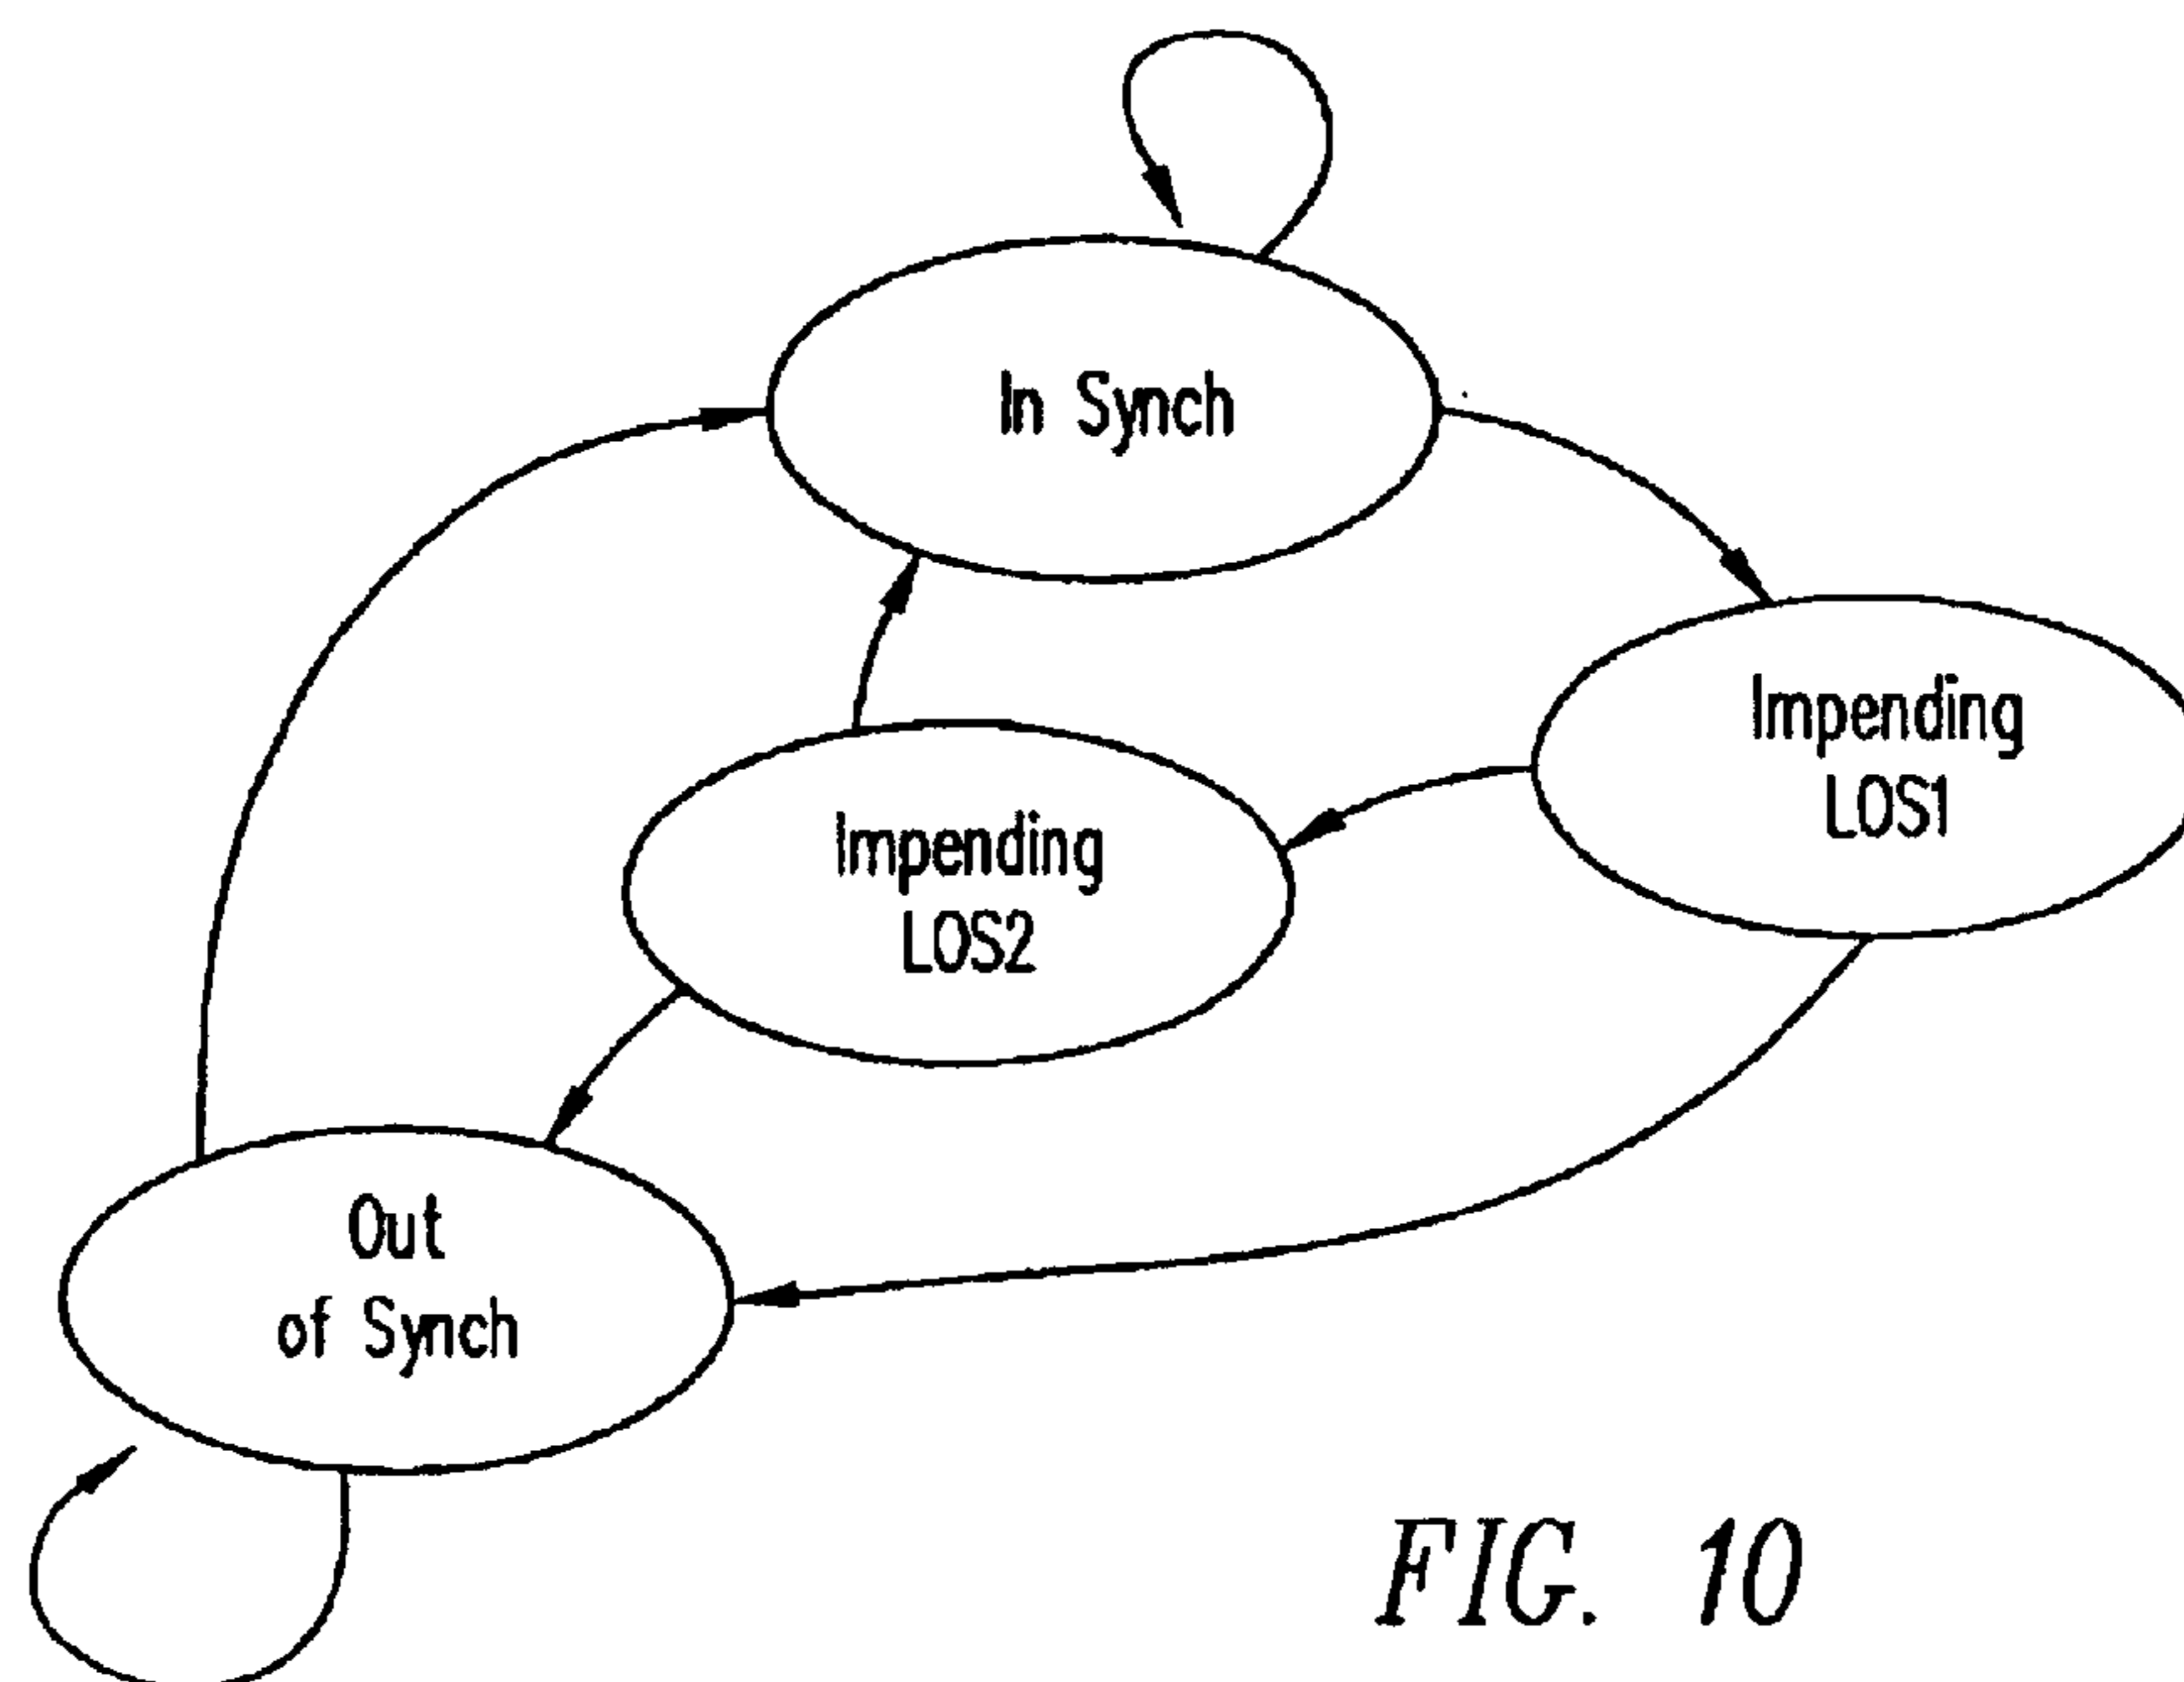 In Synch
Impending
LOS1
Impending
LOS2
Out
of Synch
FIG. 10